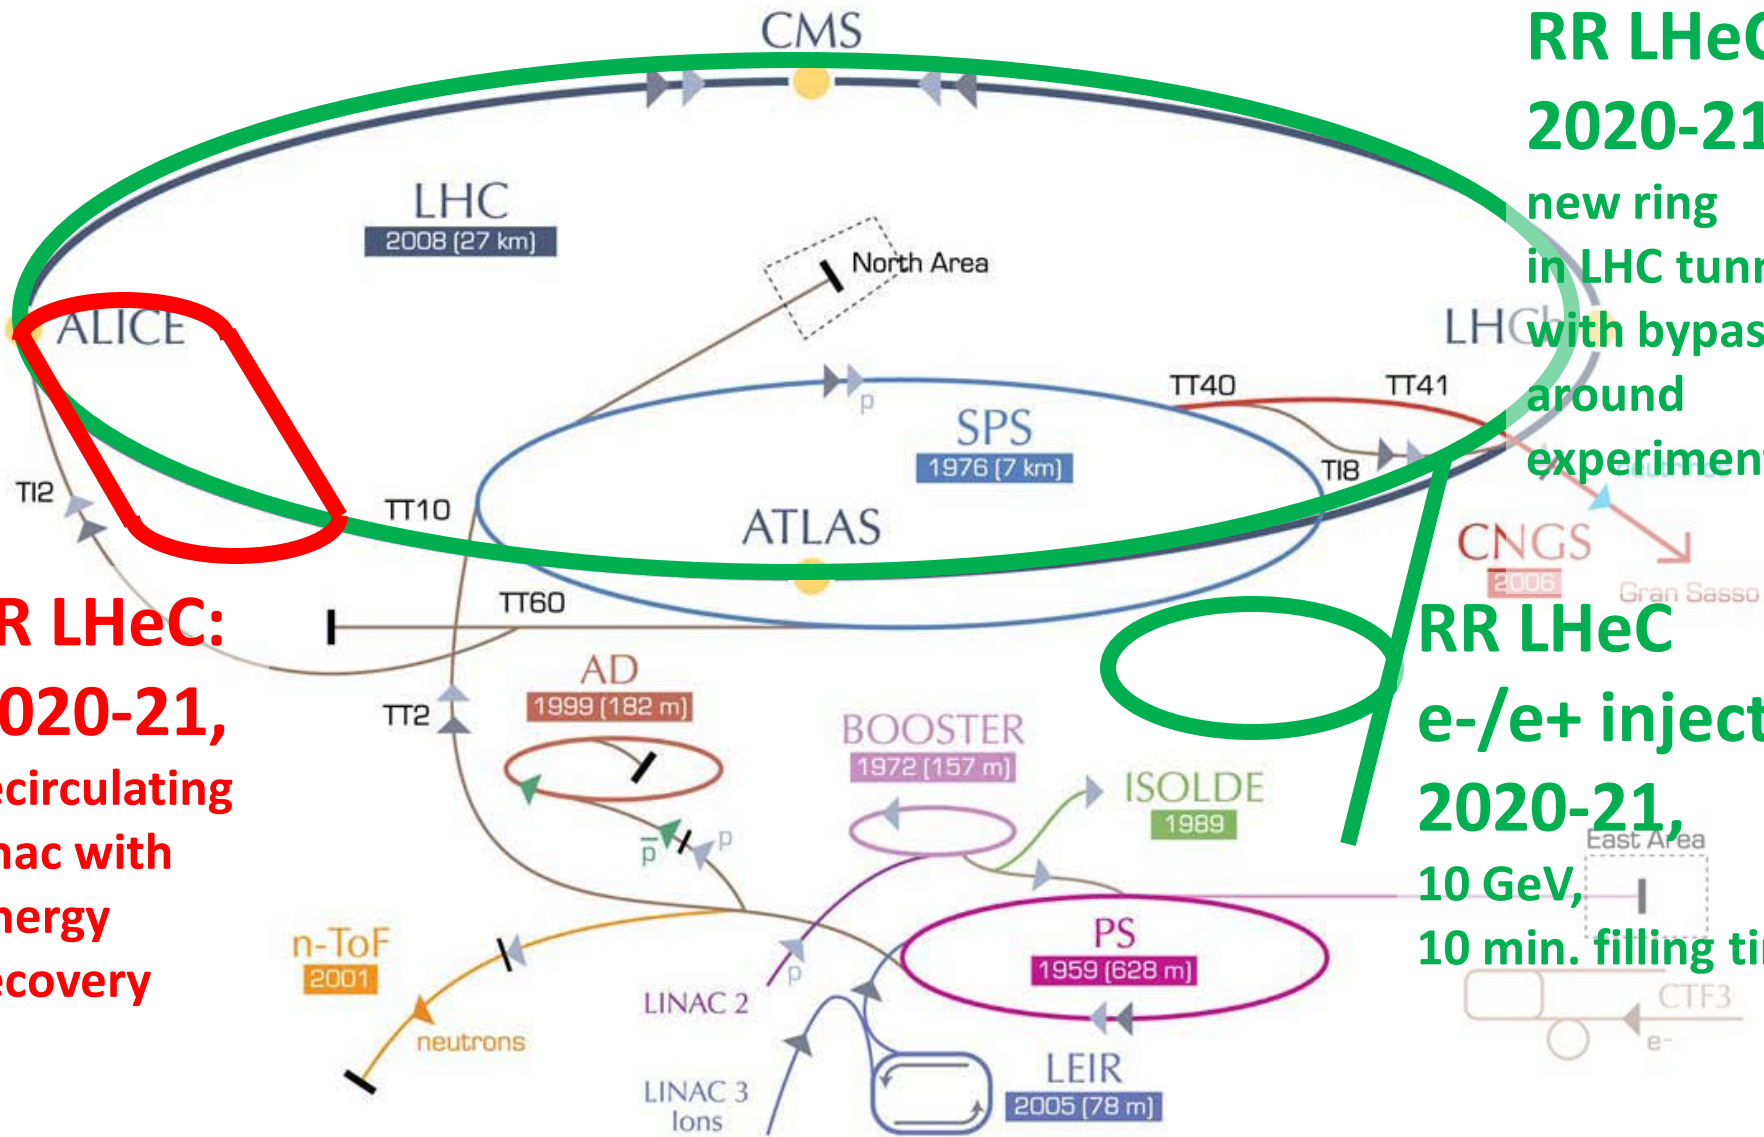 CMS
RR LHeC
2020-21
new ring
in LHC tunn
with bypas
around
experiment
LHC
2008 (27 km)
North Area
ALICE
LHCb
TT40
TT41
p
SPS
1976 (7 km)
TI8
TI2
TT10
ATLAS
neutrinos
CNGS
2006
Gran Sasso
TT60
R LHeC:
020-21,
ecirculating
nac with
nergy
ecovery
RR LHeC
e-/e+ inject
2020-21,
10 GeV,
10 min. filling ti
AD
1999 (182 m)
TT2
BOOSTER
1972 (157 m)
ISOLDE
1989
East Area
p̅
p
n-ToF
2001
neutrons
p
LINAC 2
PS
1959 (628 m)
CTF3
e-
LINAC 3
Ions
LEIR
2005 (78 m)